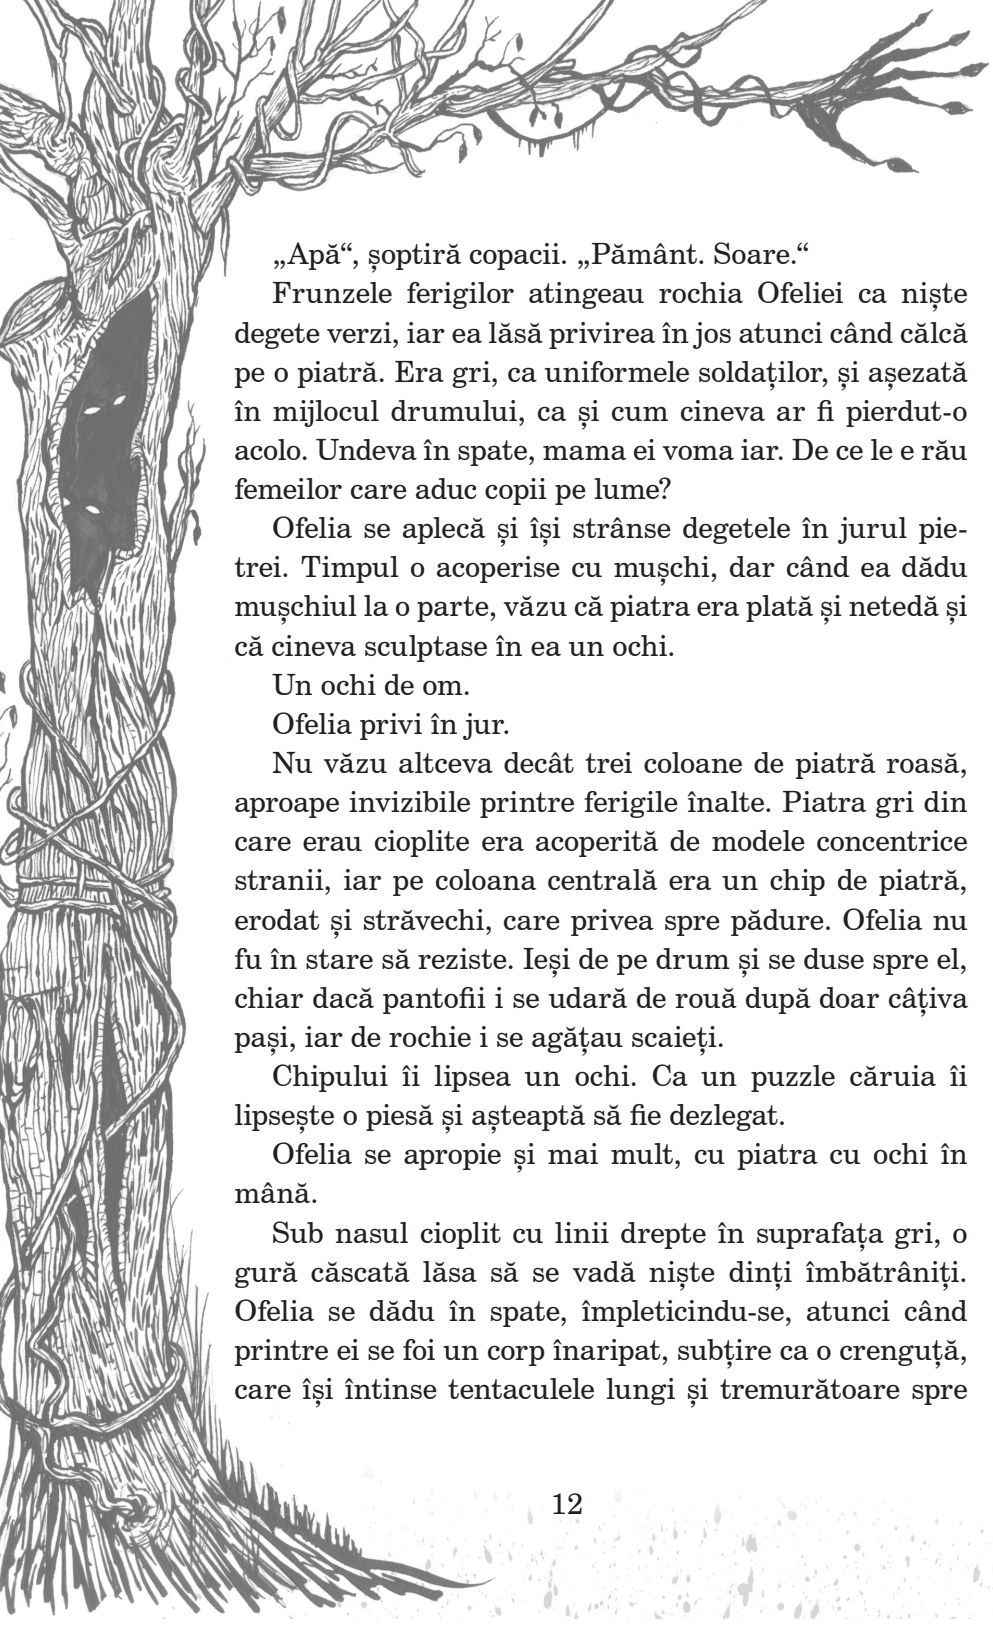 „Apă“, șoptiră copacii. „Pământ. Soare.“
Frunzele ferigilor atingeau rochia Ofeliei ca niște
degete verzi, iar ea lăsă privirea în jos atunci când călcă
pe o piatră. Era gri, ca uniformele soldaților, și așezată
în mijlocul drumului, ca și cum cineva ar fi pierdut-o
acolo. Undeva în spate, mama ei voma iar. De ce le e rău
femeilor care aduc copii pe lume?
Ofelia se aplecă și își strânse degetele în jurul pie-
trei. Timpul o acoperise cu mușchi, dar când ea dădu
mușchiul la o parte, văzu că piatra era plată și netedă și
că cineva sculptase în ea un ochi.
Un ochi de om.
Ofelia privi în jur.
Nu văzu altceva decât trei coloane de piatră roasă,
aproape invizibile printre ferigile înalte. Piatra gri din
care erau cioplite era acoperită de modele concentrice
stranii, iar pe coloana centrală era un chip de piatră,
erodat și străvechi, care privea spre pădure. Ofelia nu
fu în stare să reziste. Ieși de pe drum și se duse spre el,
chiar dacă pantofii i se udară de rouă după doar câțiva
pași, iar de rochie i se agățau scaieți.
Chipului îi lipsea un ochi. Ca un puzzle căruia îi
lipsește o piesă și așteaptă să fie dezlegat.
Ofelia se apropie și mai mult, cu piatra cu ochi în
mână.
Sub nasul cioplit cu linii drepte în suprafața gri, o
gură căscată lăsa să se vadă niște dinți îmbătrâniți.
Ofelia se dădu în spate, împleticindu-se, atunci când
printre ei se foi un corp înaripat, subțire ca o crenguță,
care își întinse tentaculele lungi și tremurătoare spre
12